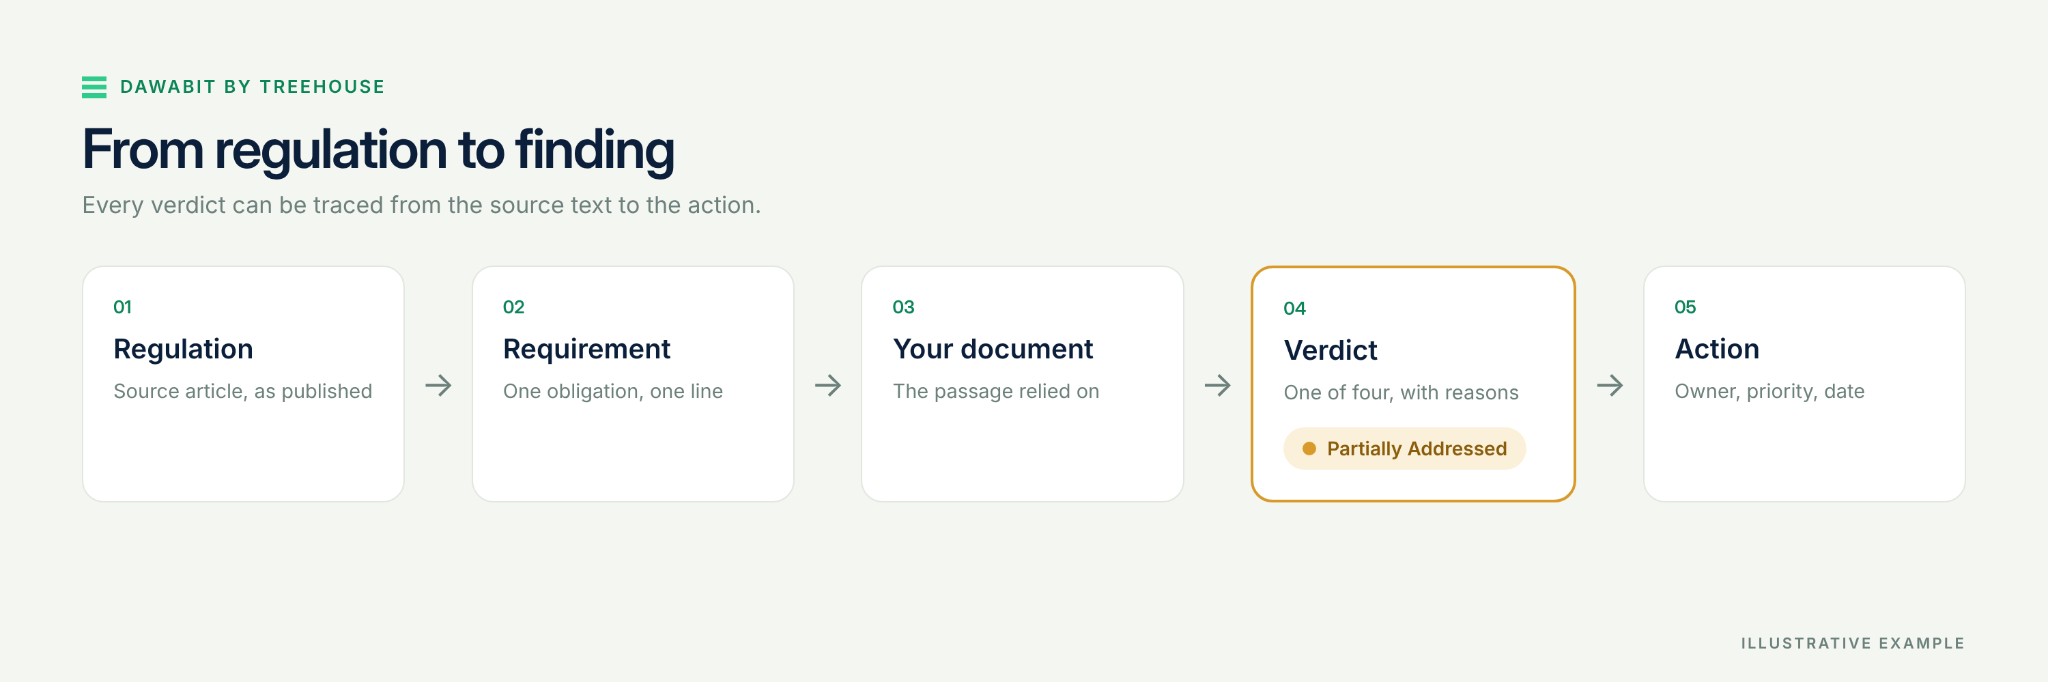 DAWABIT BY TREEHOUSE
From regulation to finding
Every verdict can be traced from the source text to the action.
01
Regulation
Source article, as published
02
Requirement
One obligation, one line
03
Your document
The passage relied on
04
Verdict
One of four, with reasons
Partially Addressed
05
Action
Owner, priority, date
ILLUSTRATIVE EXAMPLE